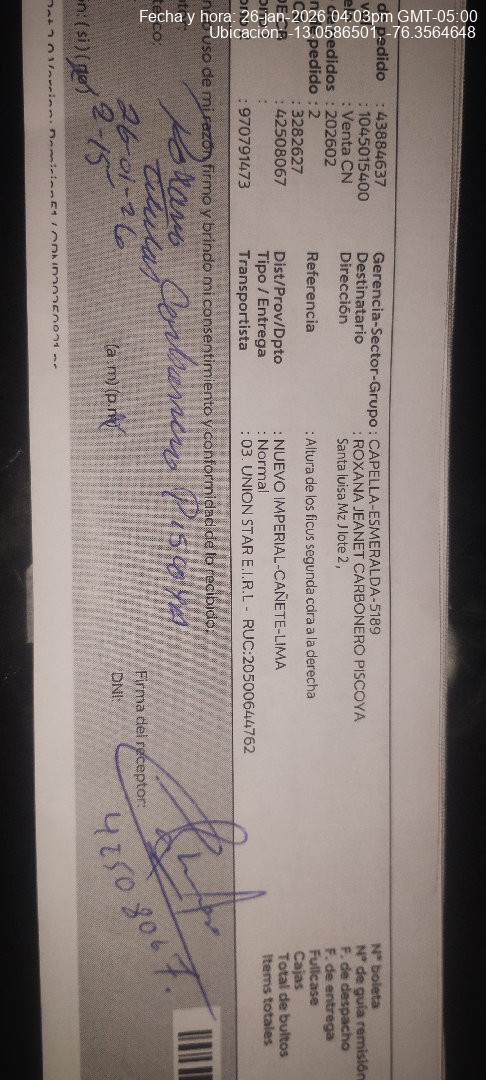 Fecha y hora: 26-jan-2026 04:03pm GMT-05:00
Ubicación: -13.0586501, -76.3564648
pedido : 43884637
: 1045015400
: Venta CN
pedidos : 202602
pedido : 2
: 3282627
: 42508067
:
: 970791473
Gerencia-Sector-Grupo : CAPELLA-ESMERALDA-5189
Destinatario : ROXANA JEANET CARBONERO PISCOYA
Dirección Santa luisa Mz J lote 2,
Referencia : Altura de los ficus segunda cdra a la derecha
Dist/Prov/Dpto : NUEVO IMPERIAL-CAÑETE-LIMA
Tipo / Entrega : Normal
Transportista : 03 UNION STAR E.I.R.L - RUC:20500644762
N° boleta
N° de guía remisión
F. de despacho
F. de entrega
Fullcase
Cajas
Total de bultos
Items totales
uso de mi razón firmo y brindo mi consentimiento y conformidad de lo recibido.
Roxana Carbonero Piscoya
Titular
(si)
26-01-26
2-15
(a.m) (p.m)
Firma del receptor:
DNI: 42508067.